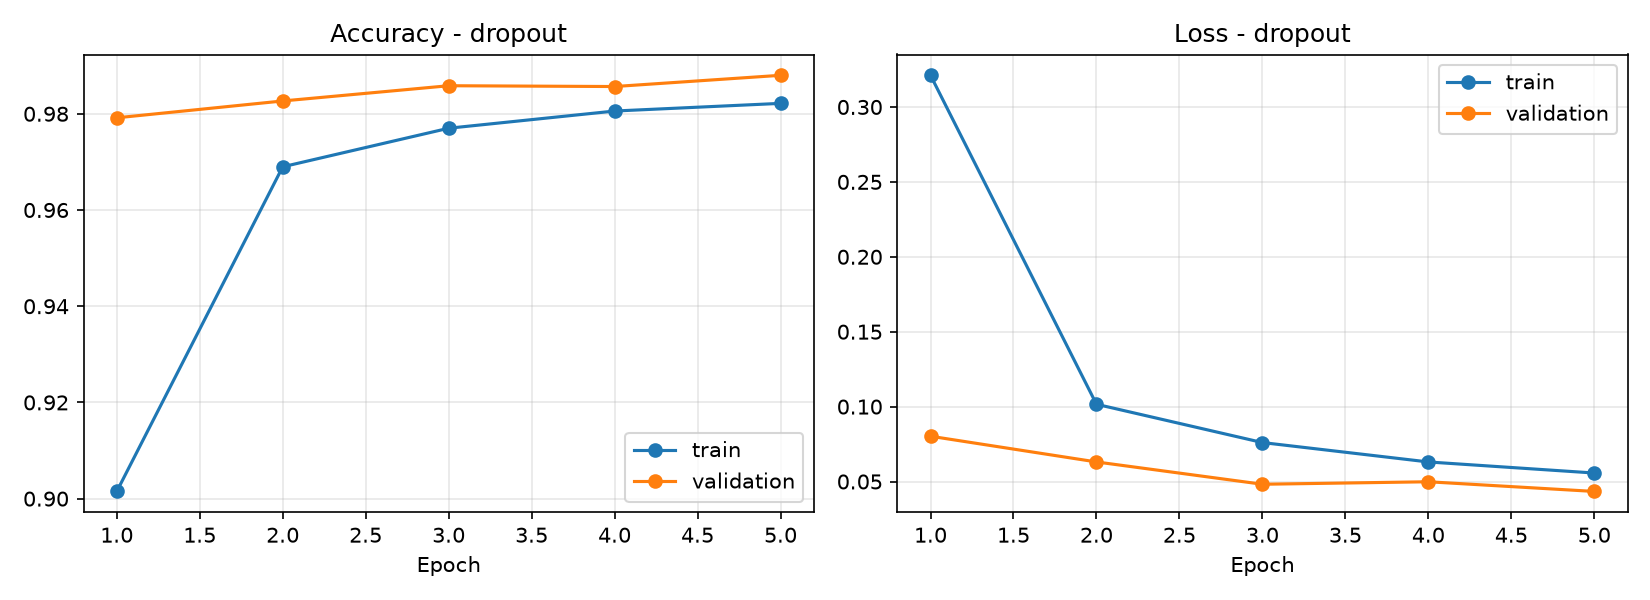 Accuracy - dropout
0.98
0.96
0.94
0.92
0.90
train
validation
1.0 1.5 2.0 2.5 3.0 3.5 4.0 4.5 5.0
Epoch
Loss - dropout
train
validation
0.30
0.25
0.20
0.15
0.10
0.05
1.0 1.5 2.0 2.5 3.0 3.5 4.0 4.5 5.0
Epoch